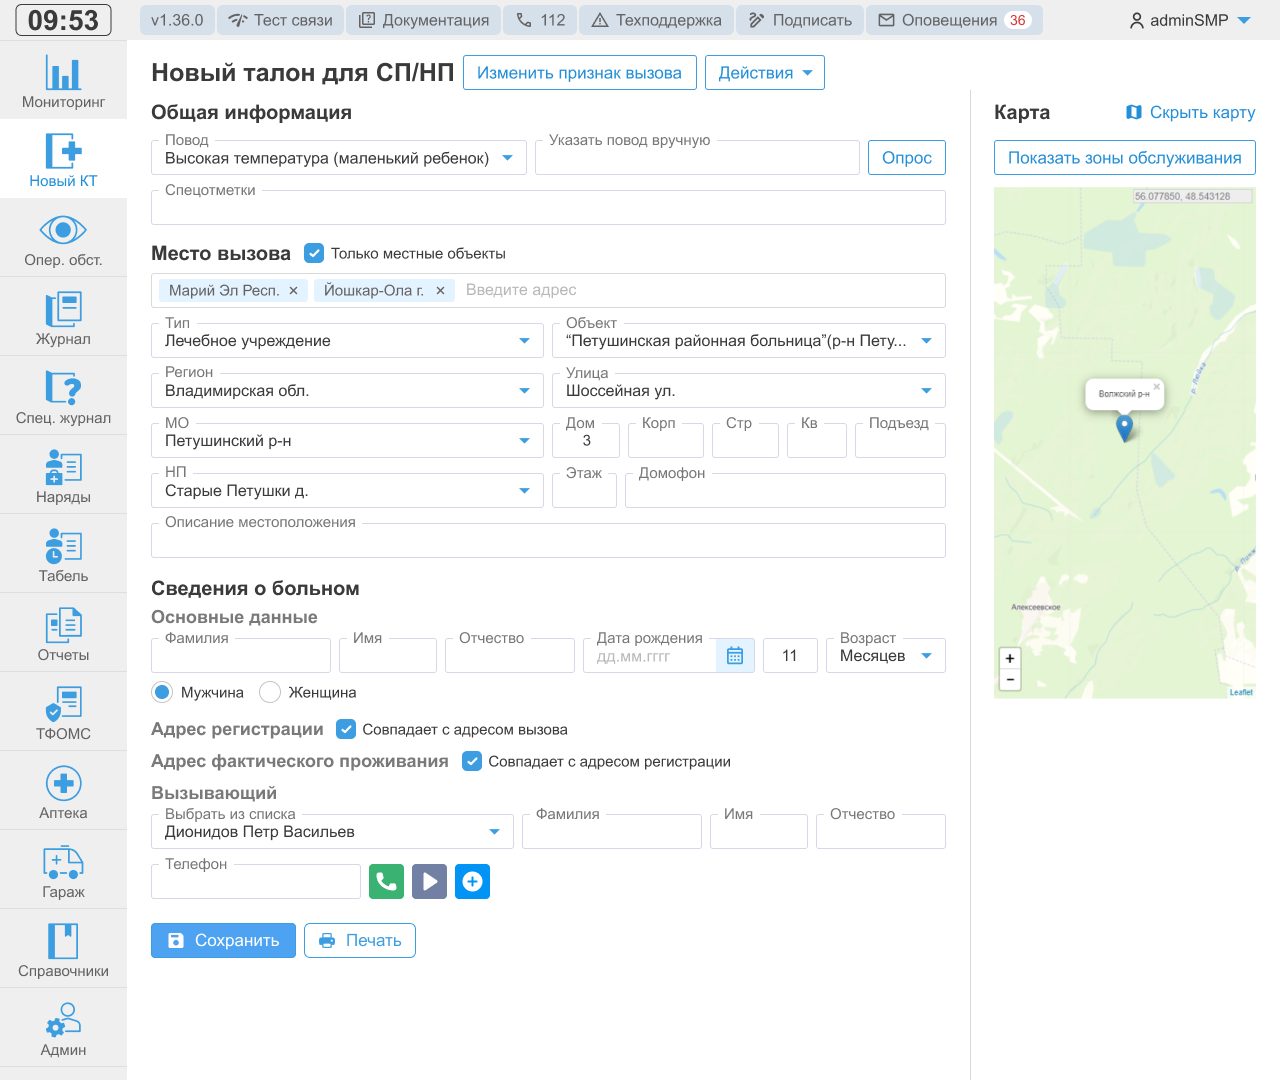 09:53
v1.36.0
Тест связи
Документация
112
Техподдержка
Подписать
Оповещения 36
adminSMP
Мониторинг
Новый КТ
Опер. обст.
Журнал
Спец. журнал
Наряды
Табель
Отчеты
ТФОМС
Аптека
Гараж
Справочники
Админ
Новый талон для СП/НП
Изменить признак вызова
Действия
Общая информация
Повод
Высокая температура (маленький ребенок)
Указать повод вручную
Опрос
Спецотметки
Место вызова
Только местные объекты
Марий Эл Респ. ×
Йошкар-Ола г. ×
Введите адрес
Тип
Лечебное учреждение
Объект
“Петушинская районная больница”(р-н Пету...
Регион
Владимирская обл.
Улица
Шоссейная ул.
МО
Петушинский р-н
Дом
3
Корп
Стр
Кв
Подъезд
НП
Старые Петушки д.
Этаж
Домофон
Описание местоположения
Сведения о больном
Основные данные
Фамилия
Имя
Отчество
Дата рождения
дд.мм.гггг
11
Возраст
Месяцев
Мужчина
Женщина
Адрес регистрации
Совпадает с адресом вызова
Адрес фактического проживания
Совпадает с адресом регистрации
Вызывающий
Выбрать из списка
Дионидов Петр Васильев
Фамилия
Имя
Отчество
Телефон
Сохранить
Печать
Карта
Скрыть карту
Показать зоны обслуживания
56.077850, 48.543128
Волжский р-н
×
Алексеевское
+
−
Leaflet